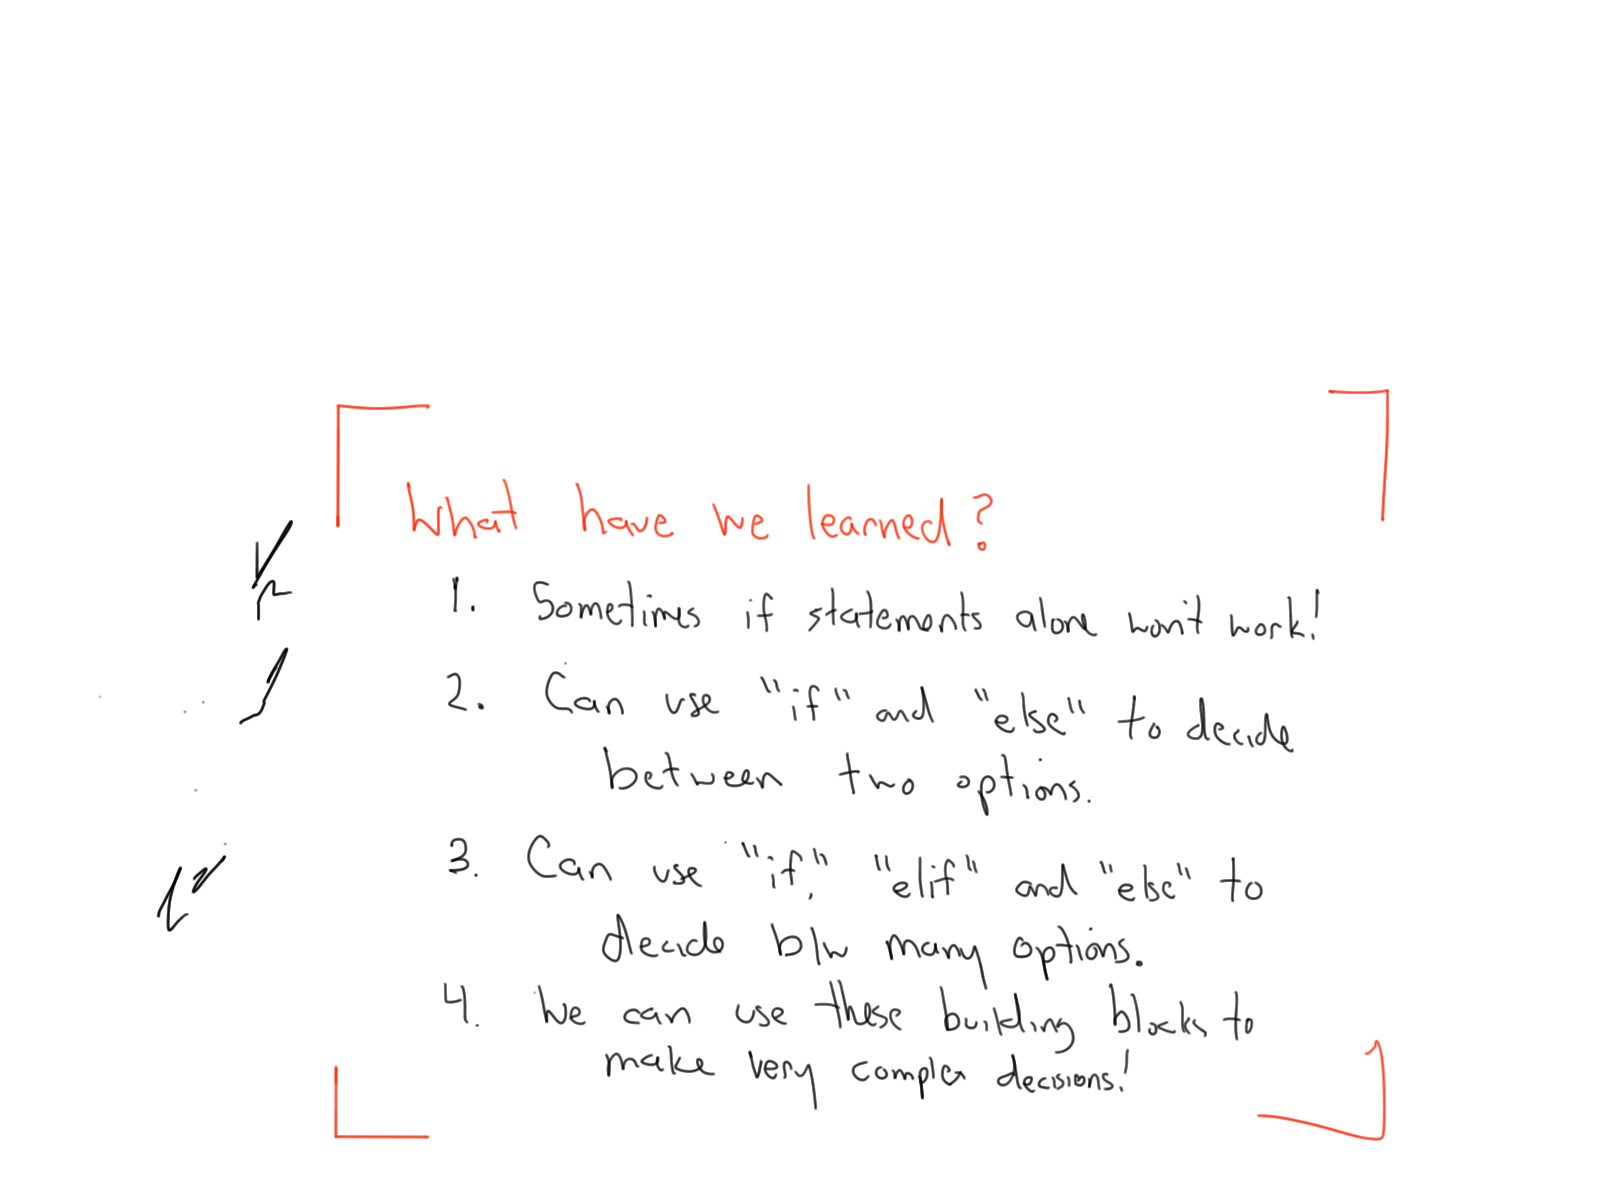 What have we learned?
1. Sometimes if statements alone won't work!
2. Can use "if" and "else" to decide
between two options.
3. Can use "if," "elif" and "else" to
decide b/w many options.
4. We can use these building blocks to
make very complex decisions!